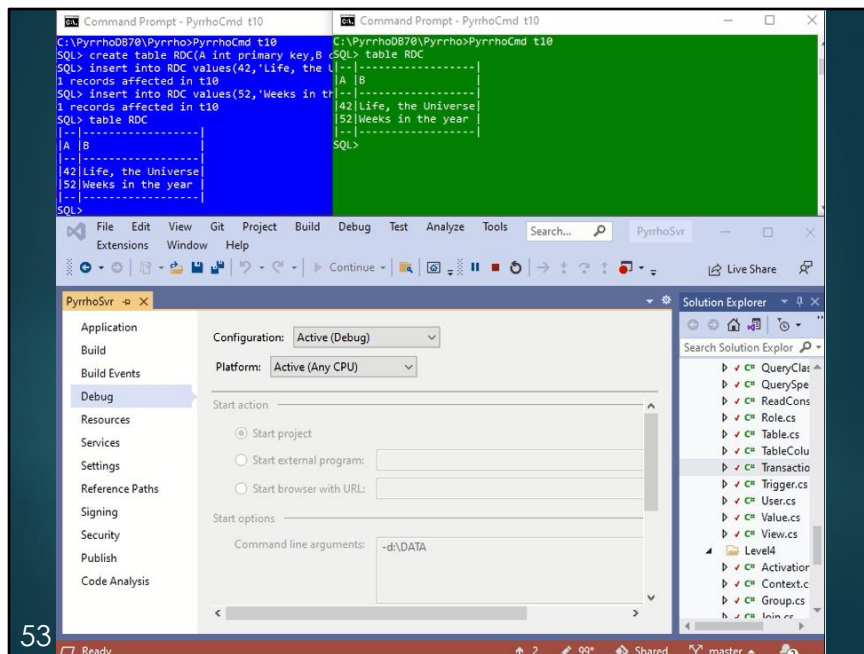 Command Prompt - PyrrhoCmd t10
C:\PyrrhoDB70\Pyrrho>PyrrhoCmd t10
SQL> create table RDC(A int primary key,B c
SQL> insert into RDC values(42,'Life, the U
1 records affected in t10
SQL> insert into RDC values(52,'Weeks in th
1 records affected in t10
SQL> table RDC
|--|------------------|
|A |B
|--|------------------|
|42|Life, the Universe|
|52|Weeks in the year |
|--|------------------|
SQL>
Command Prompt - PyrrhoCmd t10
C:\PyrrhoDB70\Pyrrho>PyrrhoCmd t10
SQL> table RDC
|--|------------------|
|A |B                 |
|--|------------------|
|42|Life, the Universe|
|52|Weeks in the year |
|--|------------------|
SQL>
File Edit View Git Project Build Debug Test Analyze Tools Search... PyrrhoSvr
Extensions Window Help
Continue Live Share
PyrrhoSvr
Application
Build
Build Events
Debug
Resources
Services
Settings
Reference Paths
Signing
Security
Publish
Code Analysis
Configuration: Active (Debug)
Platform: Active (Any CPU)
Start action
Start project
Start external program:
Start browser with URL:
Start options
Command line arguments: -d:\DATA
Solution Explorer
Search Solution Explor
C# QueryClas
C# QuerySpe
C# ReadCons
C# Role.cs
C# Table.cs
C# TableColu
C# Transactio
C# Trigger.cs
C# User.cs
C# Value.cs
C# View.cs
Level4
C# Activation
C# Context.c
C# Group.cs
C# Join.cs
53
Ready 2 99+ Shared master